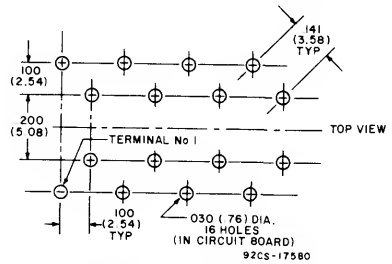 .141
(3.58)
TYP
100
(2.54)
200
(5.08)
TOP VIEW
TERMINAL No 1
100
(2.54)
TYP
.030 (.76) DIA.
16 HOLES
(IN CIRCUIT BOARD)
92CS-17580